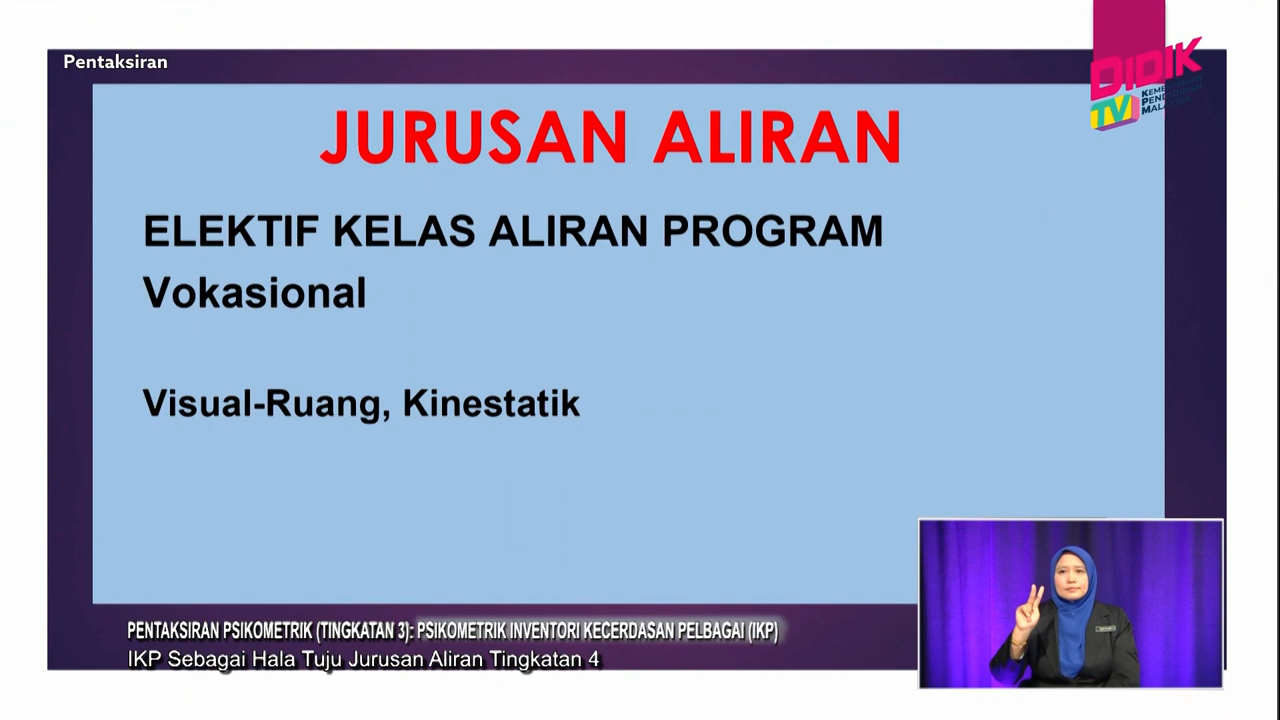 Pentaksiran
DIDIK
TV
KEMENTERIAN
PENDIDIKAN
MALAYSIA
JURUSAN ALIRAN
ELEKTIF KELAS ALIRAN PROGRAM
Vokasional
Visual-Ruang, Kinestatik
PENTAKSIRAN PSIKOMETRIK (TINGKATAN 3): PSIKOMETRIK INVENTORI KECERDASAN PELBAGAI (IKP)
IKP Sebagai Hala Tuju Jurusan Aliran Tingkatan 4